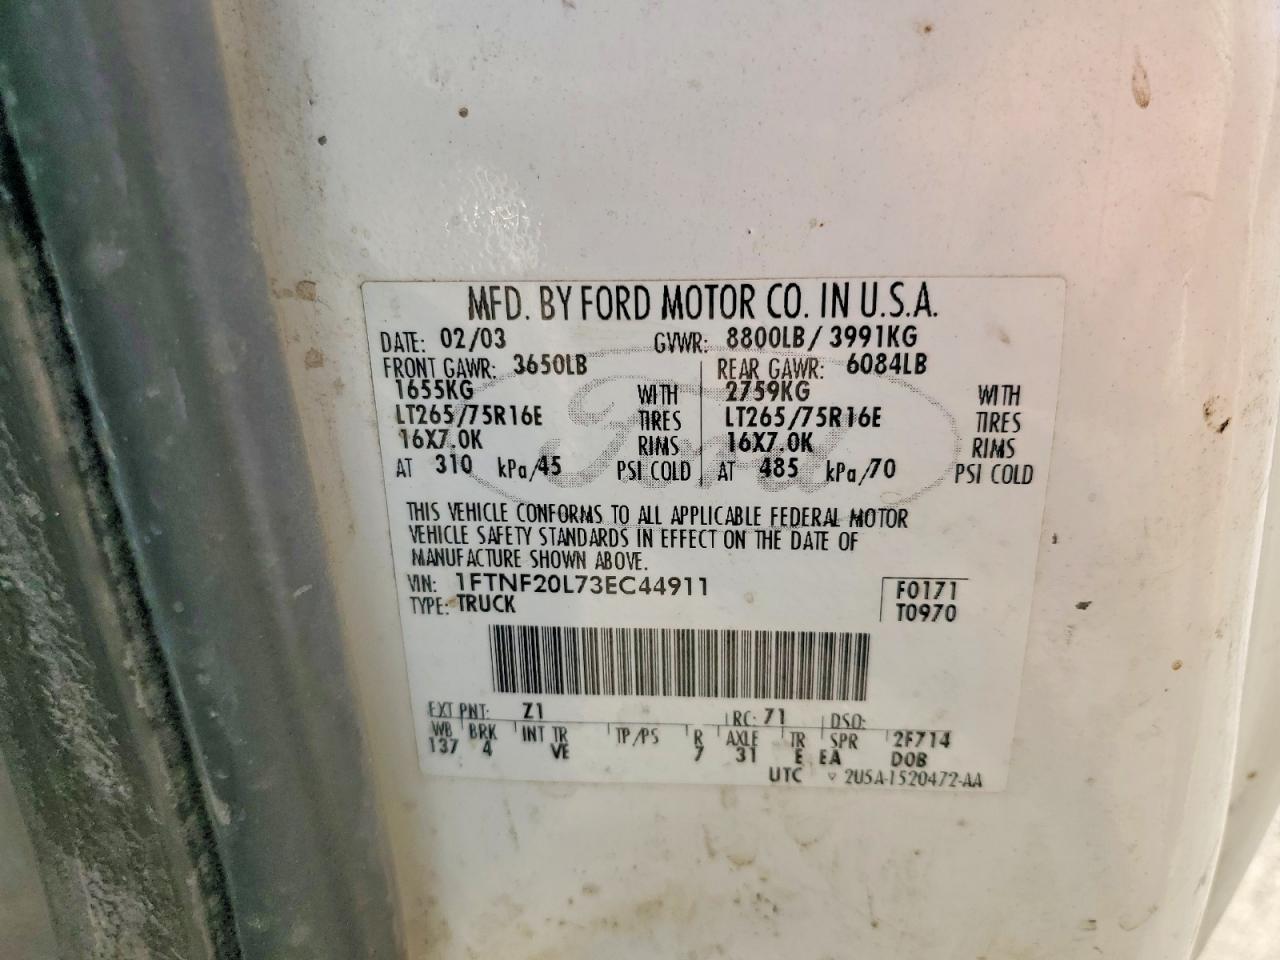 MFD. BY FORD MOTOR CO. IN U.S.A.
DATE: 02/03 GVWR: 8800LB / 3991KG
FRONT GAWR: 3650LB REAR GAWR: 6084LB
1655KG WITH 2759KG WITH
LT265/75R16E TIRES LT265/75R16E TIRES
16X7.0K RIMS 16X7.0K RIMS
AT 310 kPa/45 PSI COLD AT 485 kPa/70 PSI COLD
Ford
THIS VEHICLE CONFORMS TO ALL APPLICABLE FEDERAL MOTOR
VEHICLE SAFETY STANDARDS IN EFFECT ON THE DATE OF
MANUFACTURE SHOWN ABOVE.
VIN: 1FTNF20L73EC44911 F0171
TYPE: TRUCK T0970
EXT PNT: Z1 RC: 71 DSO:
WB BRK INT TR TP/PS R AXLE TR SPR 2F714
137 4 VE 7 31 E EA DOB
UTC ▽ 2U5A-1520472-AA